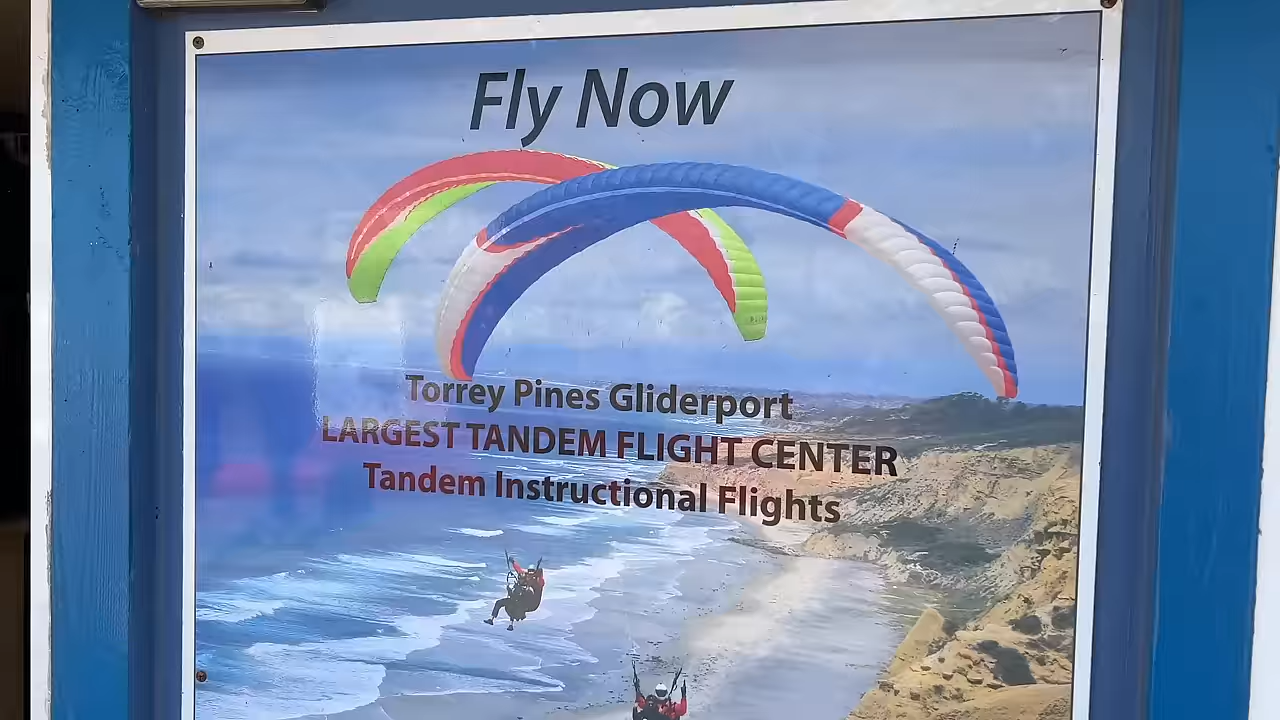 Fly Now
Torrey Pines Gliderport
LARGEST TANDEM FLIGHT CENTER
Tandem Instructional Flights